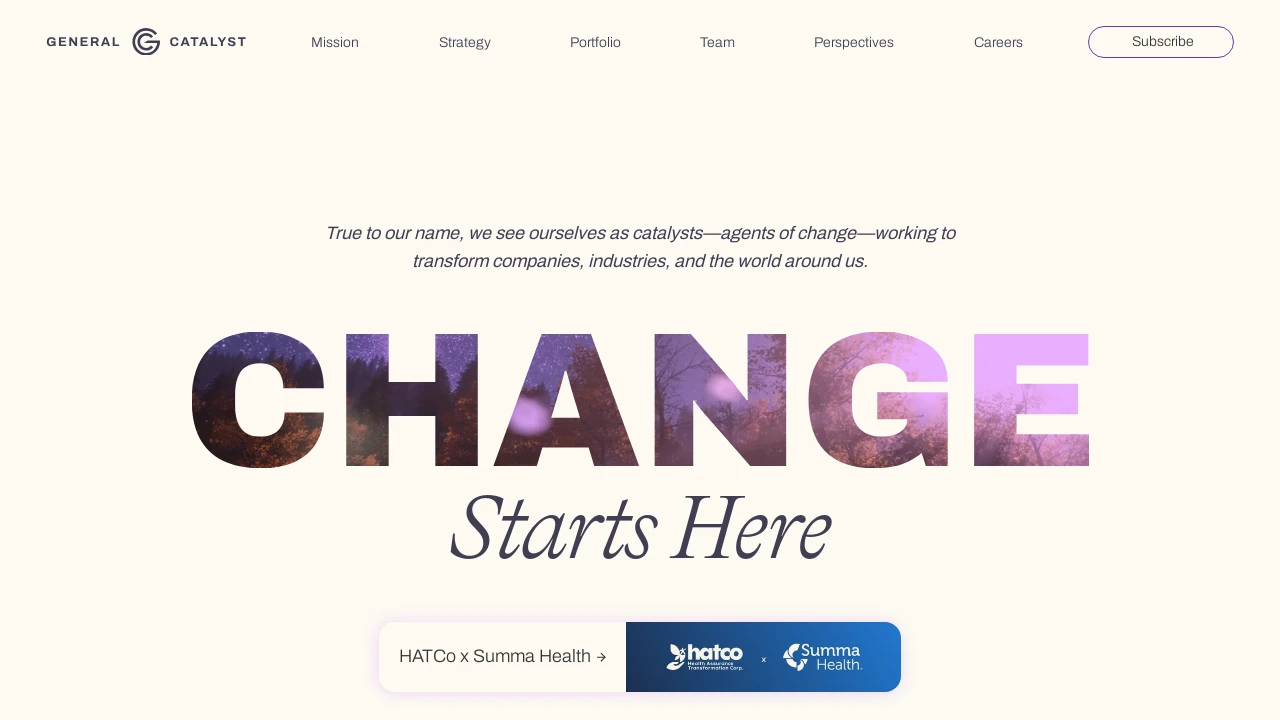 GENERAL CATALYST
Mission
Strategy
Portfolio
Team
Perspectives
Careers
Subscribe
True to our name, we see ourselves as catalysts—agents of change—working to
transform companies, industries, and the world around us.
CHANGE
Starts Here
HATCo x Summa Health →
hatco
Health Assurance
Transformation Corp.
x
Summa
Health.